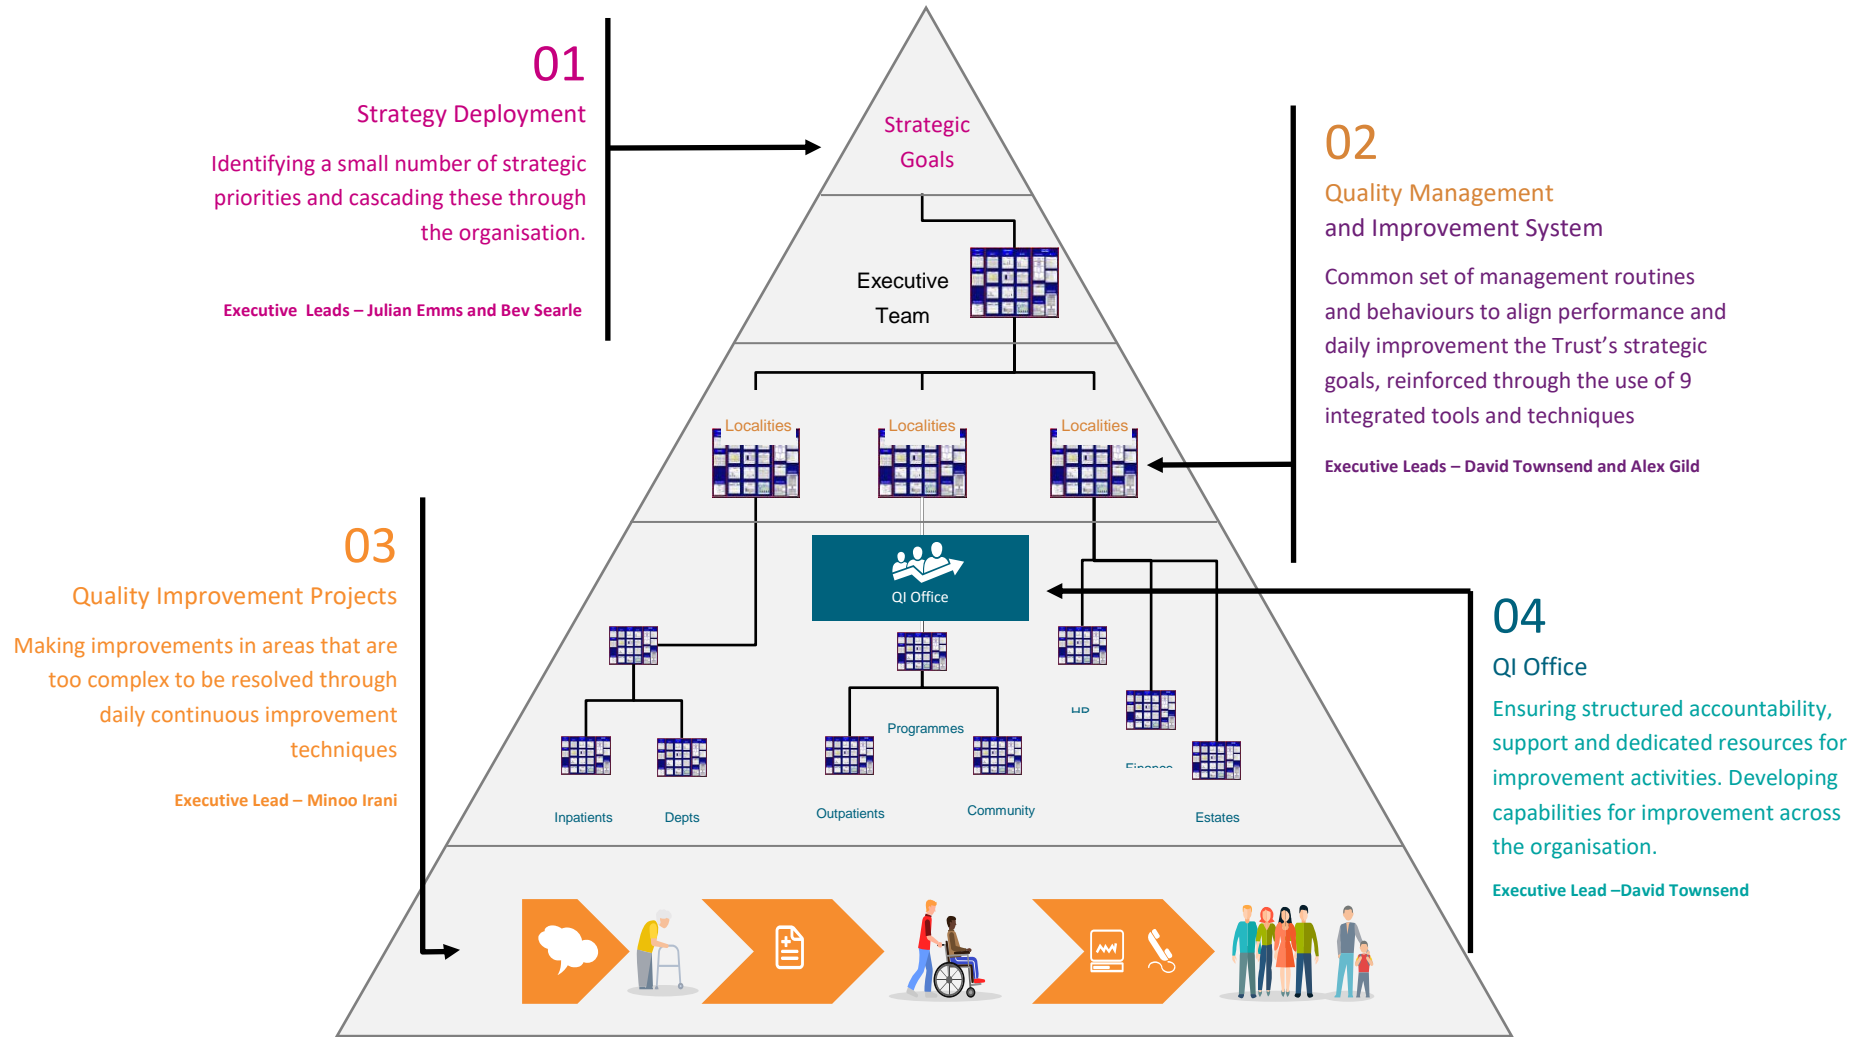 01
Strategy Deployment
Identifying a small number of strategic
priorities and cascading these through
the organisation.
Executive Leads – Julian Emms and Bev Searle
Strategic
Goals
Executive
Team
Localities
Localities
Localities
02
Quality Management
and Improvement System
Common set of management routines
and behaviours to align performance and
daily improvement the Trust’s strategic
goals, reinforced through the use of 9
integrated tools and techniques
Executive Leads – David Townsend and Alex Gild
03
Quality Improvement Projects
Making improvements in areas that are
too complex to be resolved through
daily continuous improvement
techniques
Executive Lead – Minoo Irani
QI Office
Programmes
HR
Finance
Inpatients
Depts
Outpatients
Community
Estates
04
QI Office
Ensuring structured accountability,
support and dedicated resources for
improvement activities. Developing
capabilities for improvement across
the organisation.
Executive Lead –David Townsend